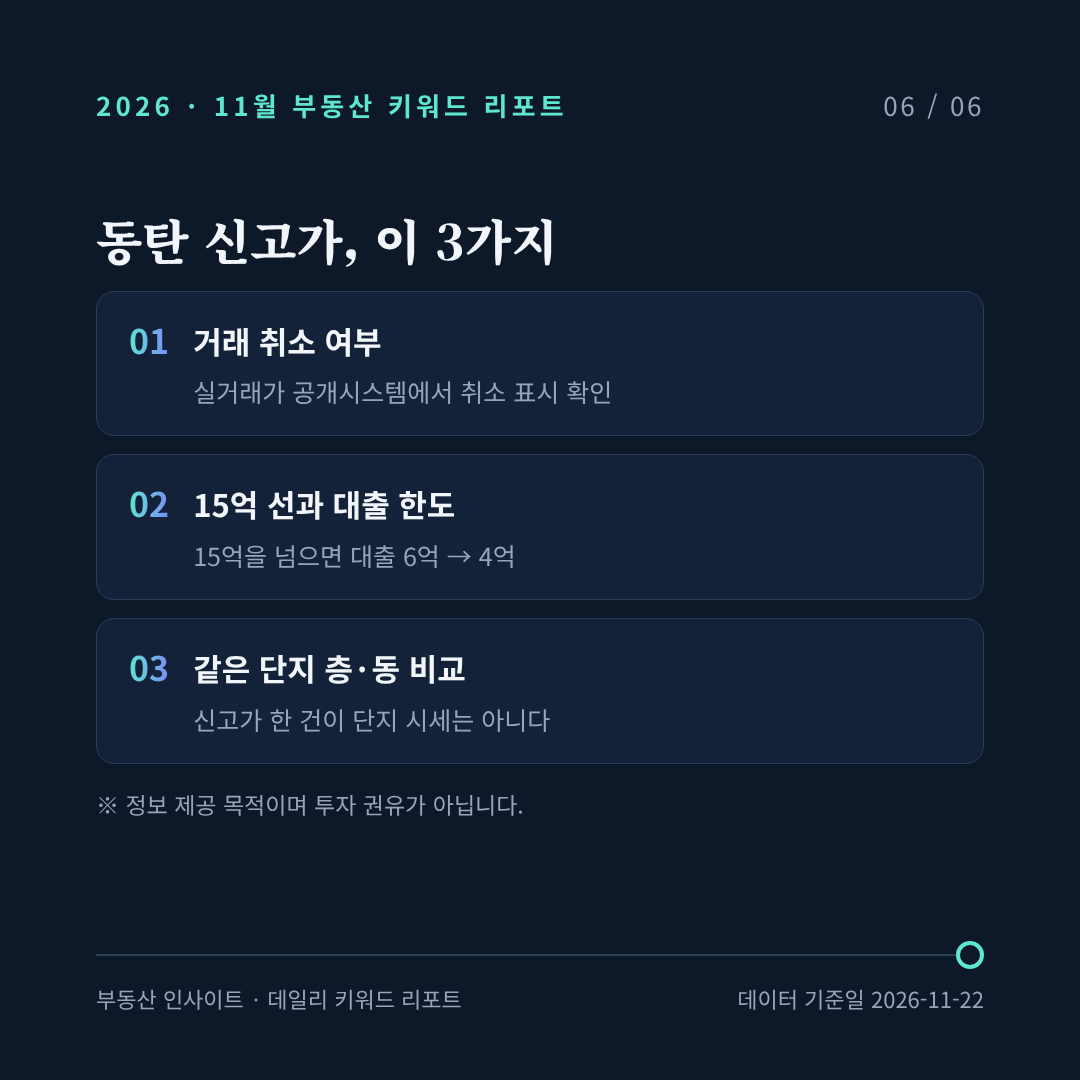 2026 · 11월 부동산 키워드 리포트
06 / 06
동탄 신고가, 이 3가지
01 거래 취소 여부
실거래가 공개시스템에서 취소 표시 확인
02 15억 선과 대출 한도
15억을 넘으면 대출 6억 → 4억
03 같은 단지 층·동 비교
신고가 한 건이 단지 시세는 아니다
※ 정보 제공 목적이며 투자 권유가 아닙니다.
부동산 인사이트 · 데일리 키워드 리포트
데이터 기준일 2026-11-22